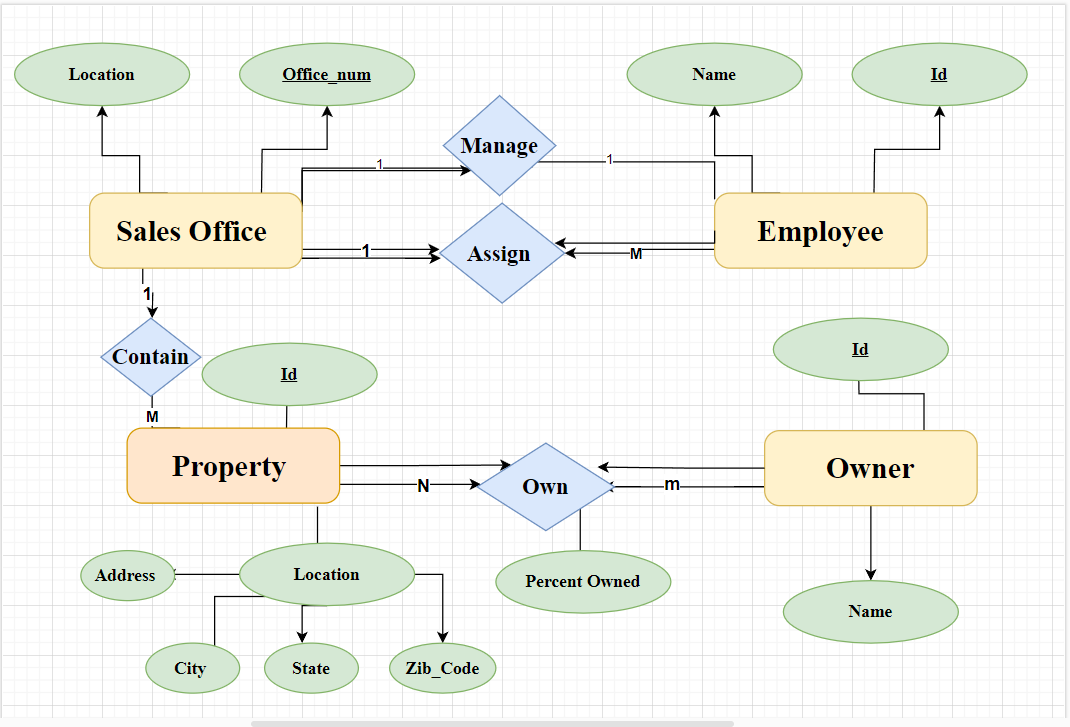 Location
Office_num
Name
Id
Manage
1
1
Sales Office
Employee
1
Assign
M
1
Contain
Id
Id
M
Property
Owner
Own
N
m
Address
Location
Percent Owned
Name
City
State
Zib_Code